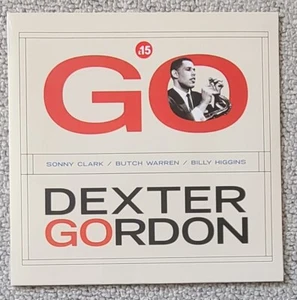 .15
GO
SONNY CLARK / BUTCH WARREN / BILLY HIGGINS
DEXTER
GORDON